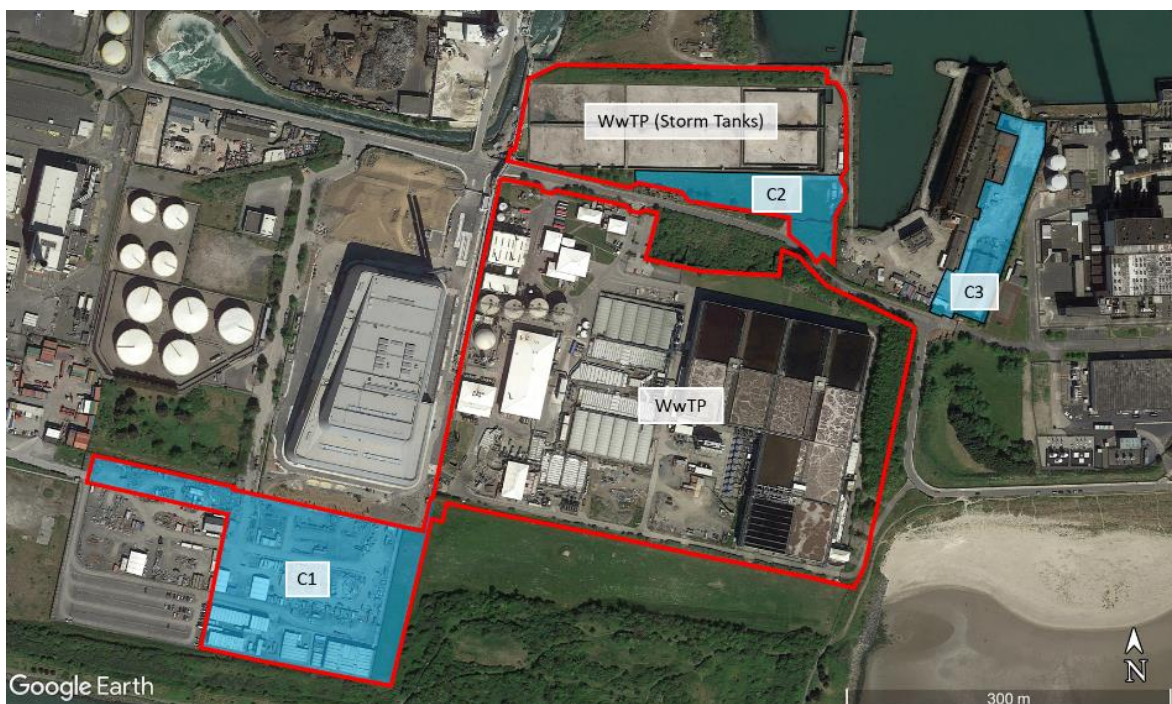 WwTP (Storm Tanks)
C2
C3
WwTP
C1
N
Google Earth
300 m